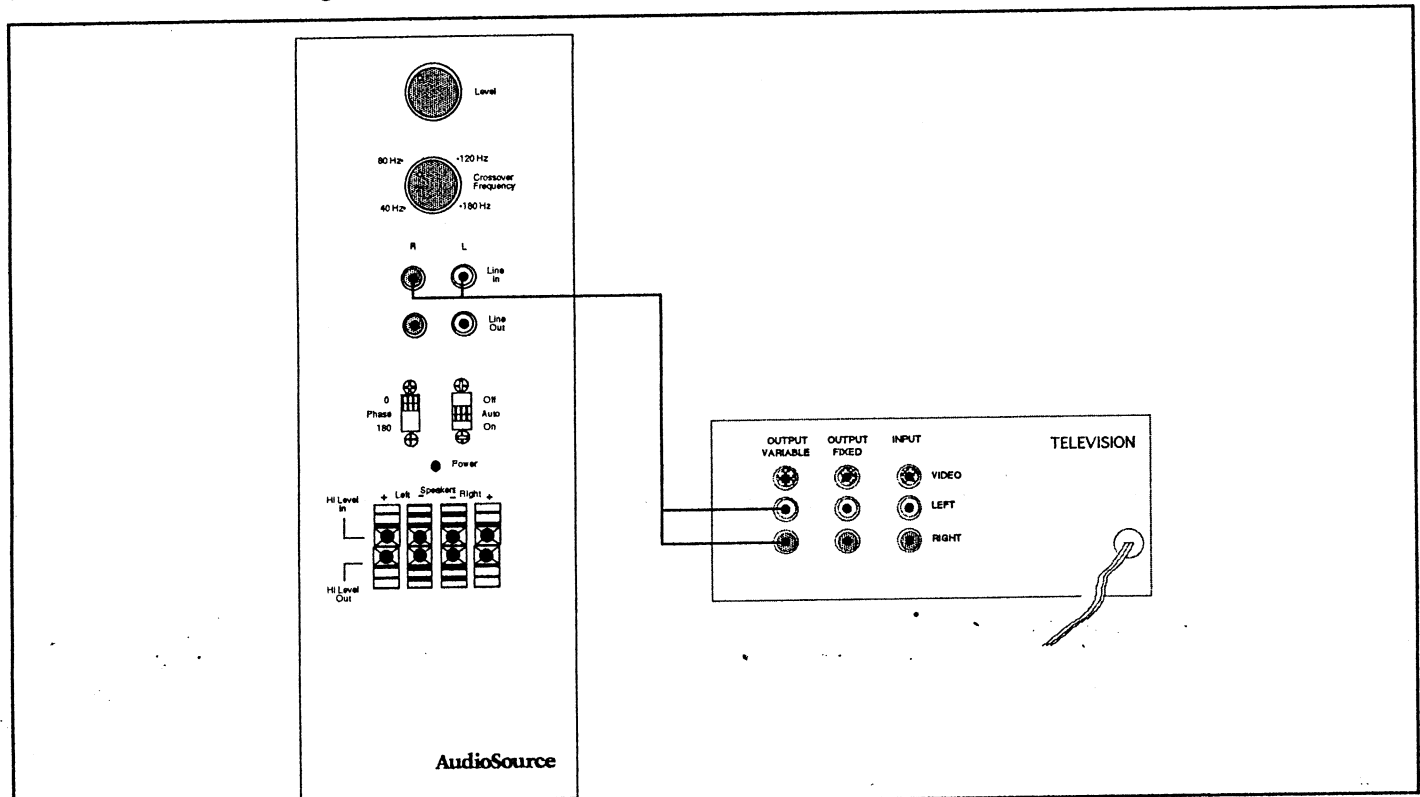 Level
80 Hz
120 Hz
Crossover
Frequency
40 Hz
180 Hz
R L
Line
In
Line
Out
0
Phase
180
Off
Auto
On
Power
Hi Level
In
+ Left - Speakers - Right +
Hi Level
Out
AudioSource
OUTPUT
VARIABLE
OUTPUT
FIXED
INPUT
TELEVISION
VIDEO
LEFT
RIGHT